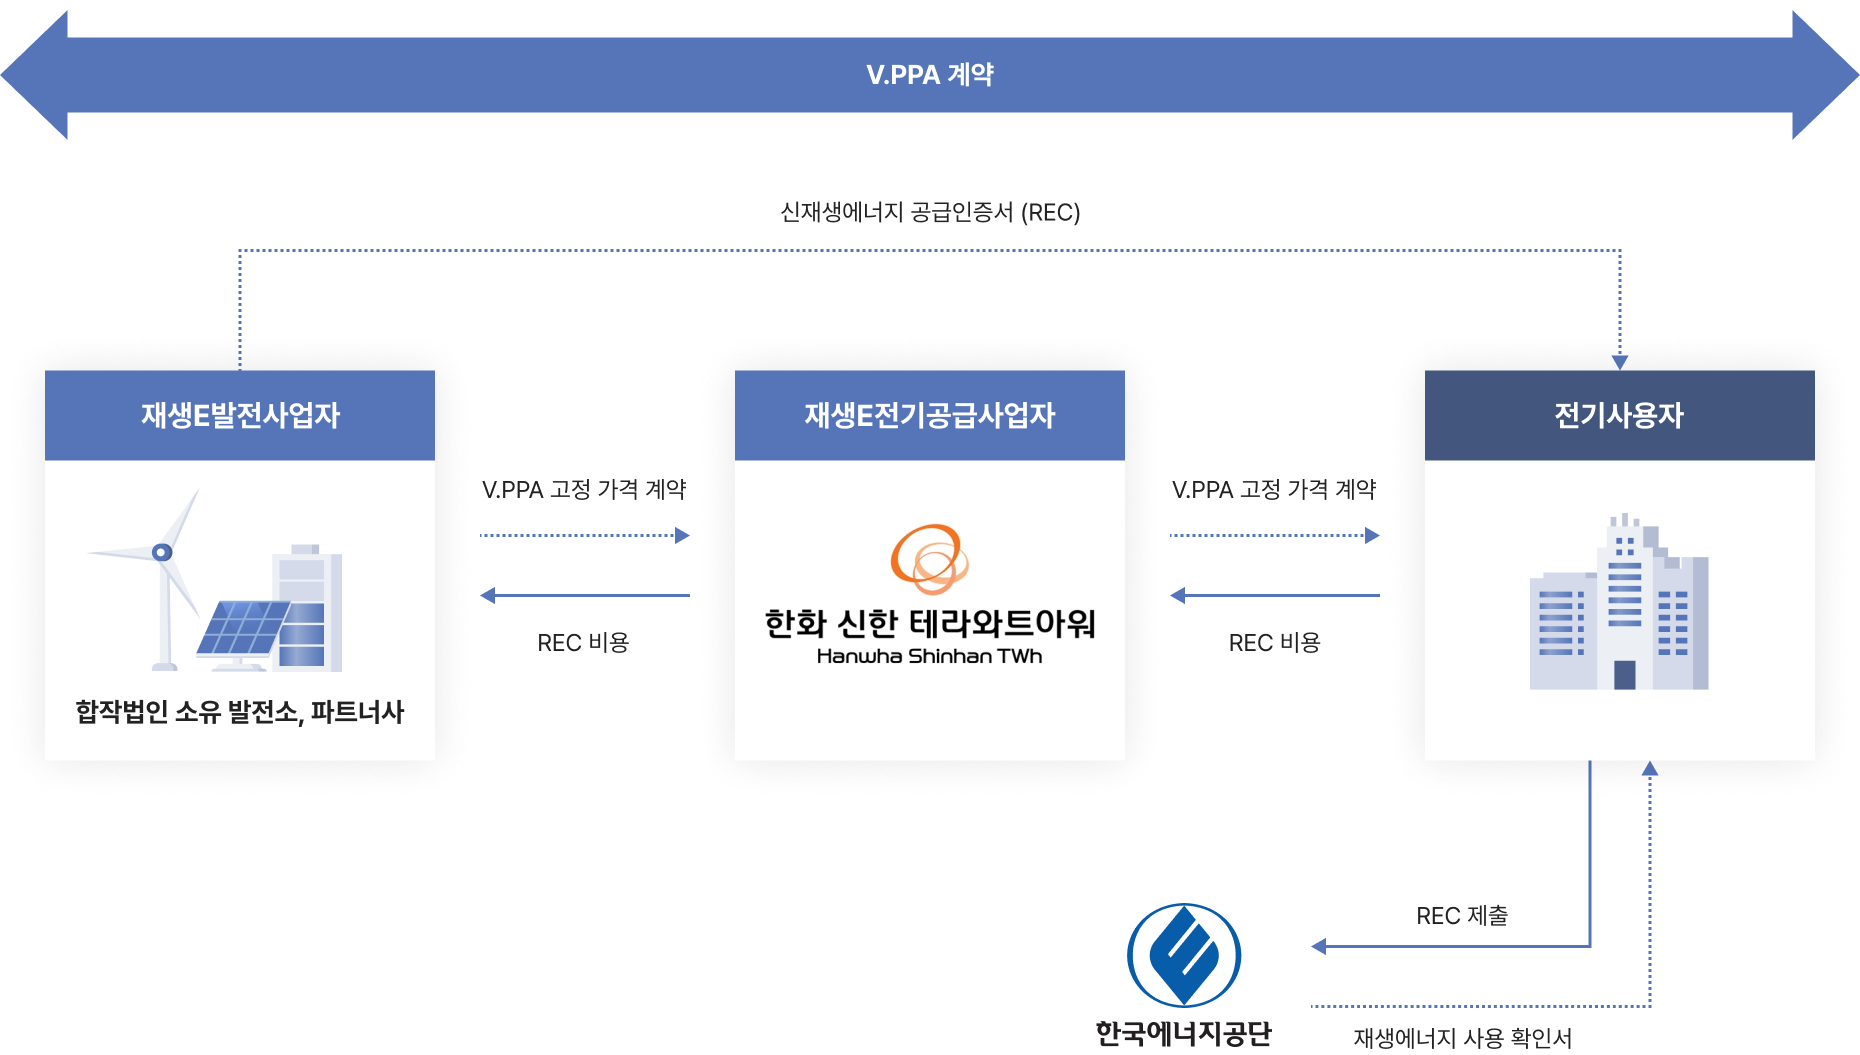 V.PPA 계약
신재생에너지 공급인증서 (REC)
재생E발전사업자
재생E전기공급사업자
전기사용자
V.PPA 고정 가격 계약
V.PPA 고정 가격 계약
한화 신한 테라와트아워
Hanwha Shinhan TWh
REC 비용
REC 비용
합작법인 소유 발전소, 파트너사
REC 제출
한국에너지공단
재생에너지 사용 확인서